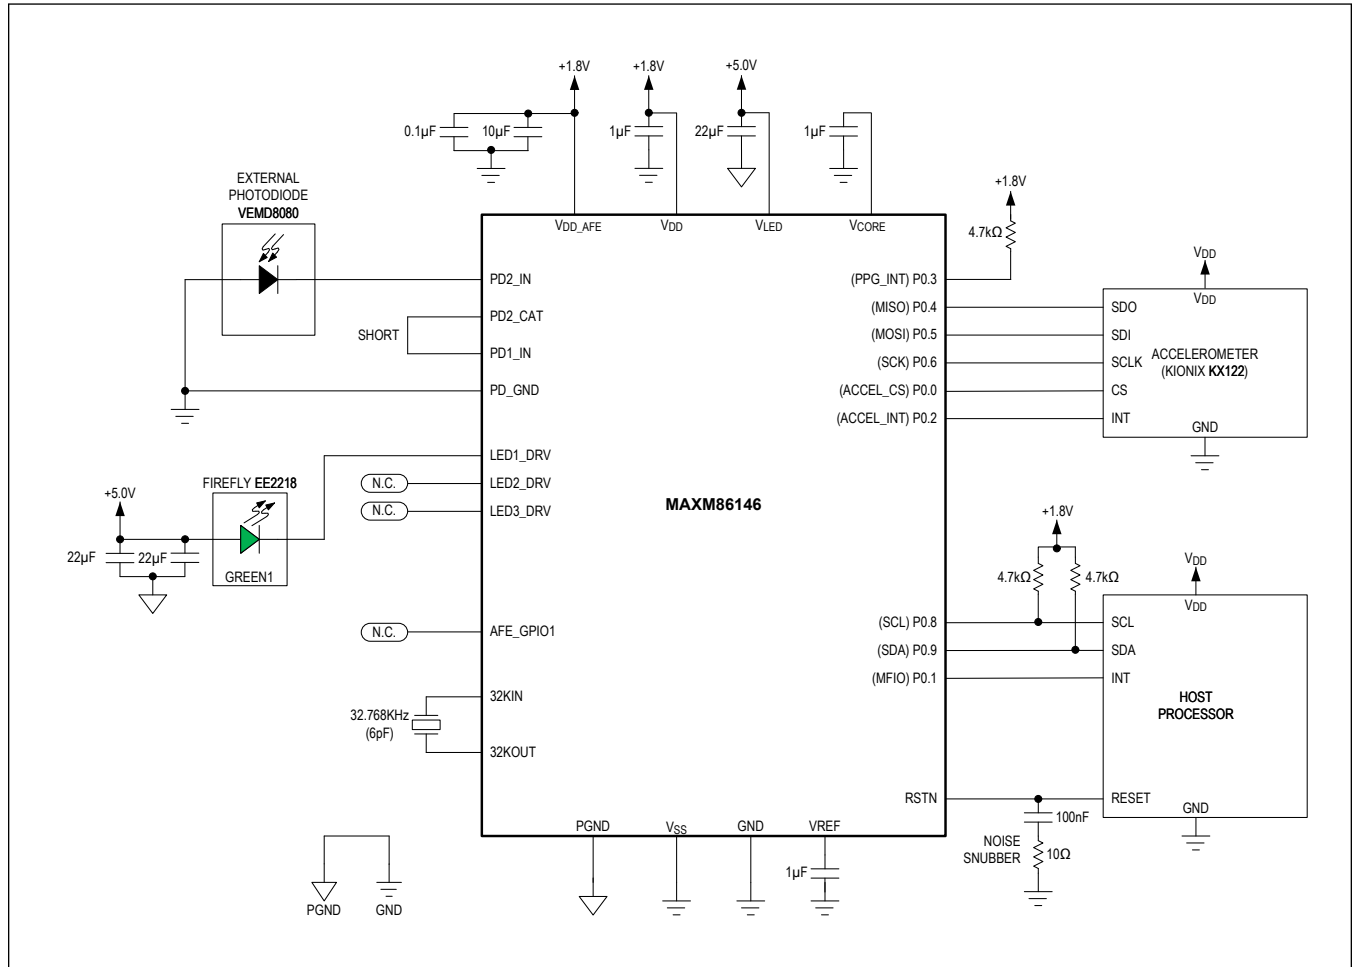 +1.8V
+1.8V
+5.0V
0.1µF
10µF
1µF
22µF
1µF
EXTERNAL
PHOTODIODE
VEMD8080
+1.8V
4.7kΩ
VDD_AFE
VDD
VLED
VCORE
PD2_IN
PD2_CAT
SHORT
PD1_IN
PD_GND
(PPG_INT) P0.3
(MISO) P0.4
(MOSI) P0.5
(SCK) P0.6
(ACCEL_CS) P0.0
(ACCEL_INT) P0.2
VDD
VDD
SDO
SDI
SCLK
CS
INT
ACCELEROMETER
(KIONIX KX122)
GND
LED1_DRV
N.C.
LED2_DRV
N.C.
LED3_DRV
FIREFLY EE2218
+5.0V
22µF
22µF
GREEN1
MAXM86146
+1.8V
4.7kΩ
4.7kΩ
VDD
VDD
N.C.
AFE_GPIO1
(SCL) P0.8
(SDA) P0.9
(MFIO) P0.1
SCL
SDA
INT
HOST
PROCESSOR
32KIN
32.768KHz
(6pF)
32KOUT
RSTN
RESET
GND
100nF
NOISE
SNUBBER
10Ω
PGND
VSS
GND
VREF
1µF
PGND
GND